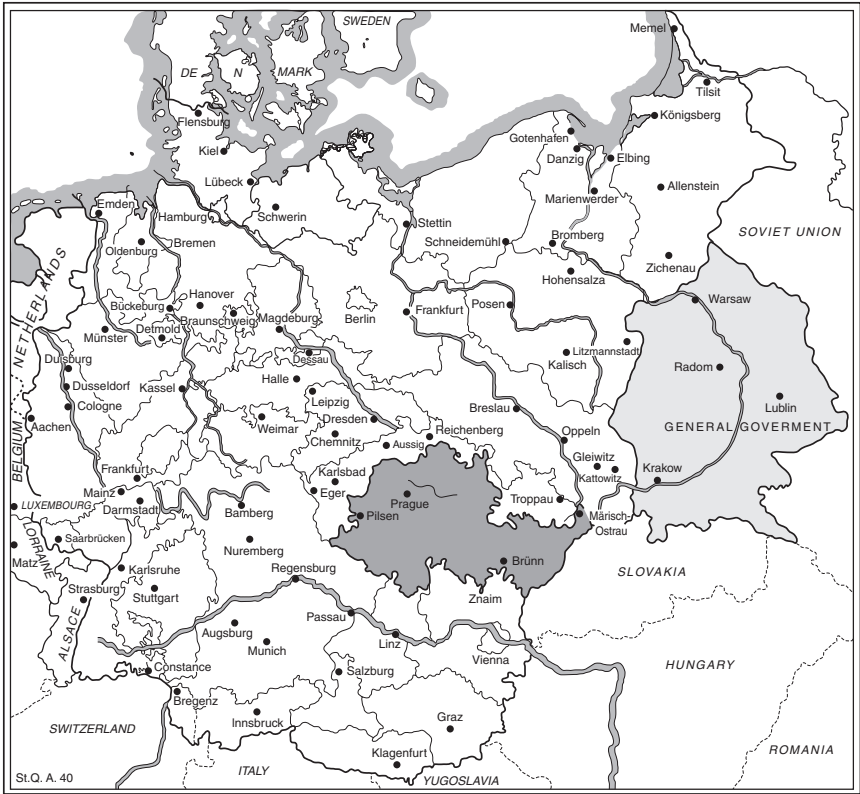 SWEDEN
Memel
DE N MARK
Tilsit
Flensburg
Königsberg
Gotenhafen
Kiel
Danzig
Elbing
Lübeck
Allenstein
Marienwerder
Emden
Hamburg
Schwerin
Stettin
SOVIET UNION
Oldenburg
Bremen
Schneidemühl
Bromberg
Zichenau
NETHERLANDS
Hohensalza
Hanover
Bückeburg
Braunschweig
Magdeburg
Berlin
Frankfurt
Posen
Warsaw
Münster
Detmold
Dessau
Litzmannstadt
Kalisch
Duisburg
Radom
Düsseldorf
Kassel
Halle
Leipzig
Lublin
Cologne
Breslau
Aachen
Weimar
Dresden
GENERAL GOVERMENT
BELGIUM
Chemnitz
Reichenberg
Oppeln
Aussig
Gleiwitz
Frankfurt
Karlsbad
Kattowitz
Krakow
Mainz
Eger
Prague
Troppau
LUXEMBOURG
Darmstadt
Bamberg
Pilsen
Märisch-
Ostrau
Saarbrücken
Nuremberg
LORRAINE
Matz
Karlsruhe
Regensburg
Brünn
SLOVAKIA
Strasburg
Stuttgart
Znaim
ALSACE
Passau
Augsburg
Munich
Linz
Vienna
Constance
Salzburg
HUNGARY
Bregenz
Innsbruck
Graz
SWITZERLAND
ROMANIA
Klagenfurt
ITALY
YUGOSLAVIA
St.Q. A. 40